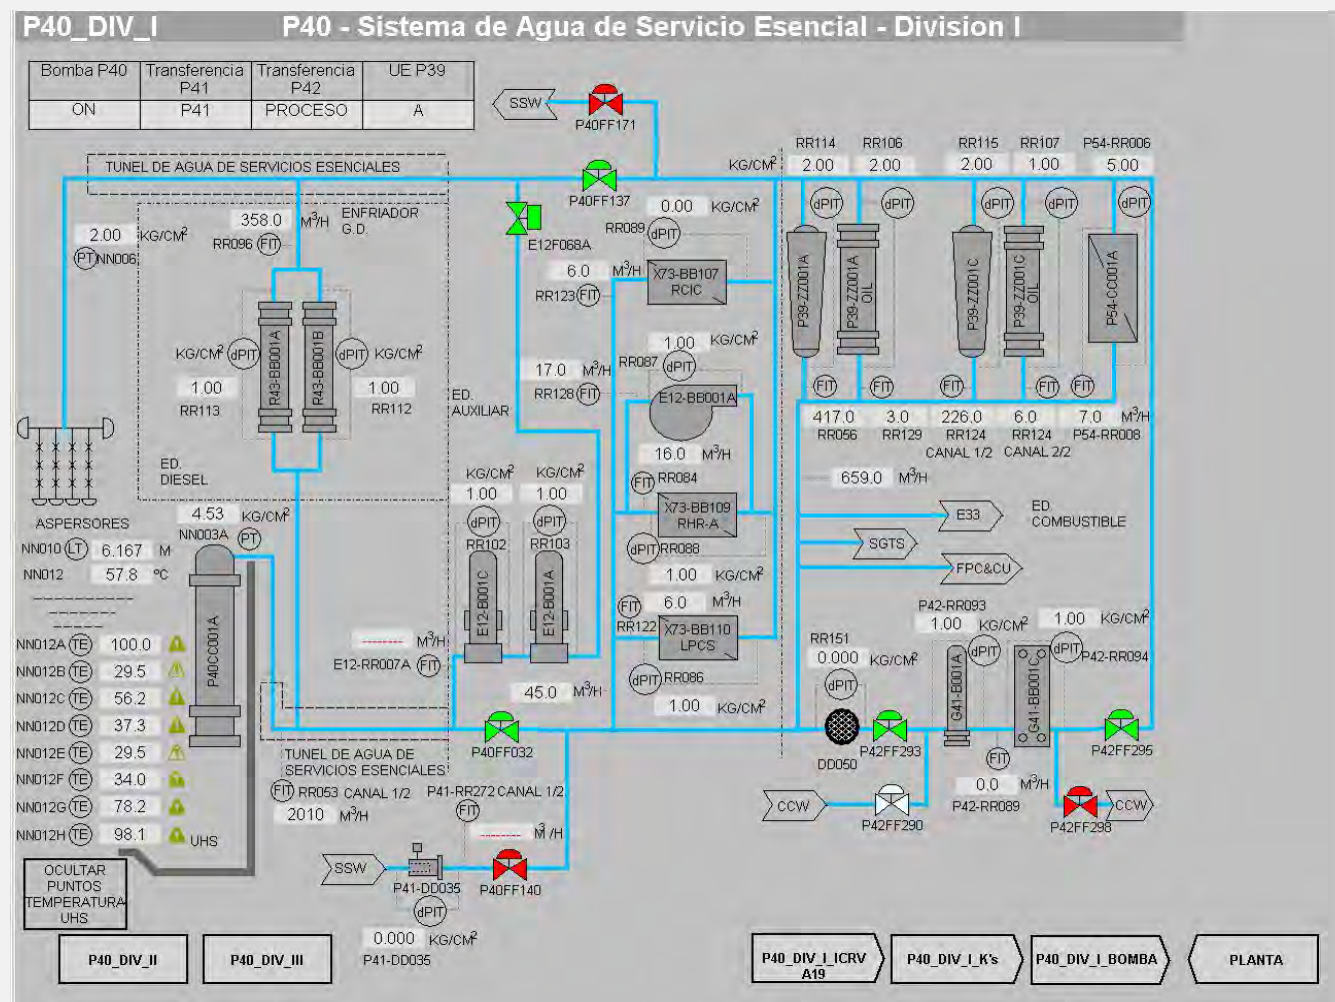 P40_DIV_I
P40 - Sistema de Agua de Servicio Esencial - Division I
Bomba P40
Transferencia P41
Transferencia P42
UE P39
ON
P41
PROCESO
A
SSW
P40FF171
TUNEL DE AGUA DE SERVICIOS ESENCIALES
P40FF137
KG/CM²
RR114
RR106
RR115
RR107
P54-RR006
2.00
2.00
2.00
1.00
5.00
dPIT
dPIT
dPIT
dPIT
dPIT
2.00 KG/CM²
PT NN006
358.0 M³/H
RR096 FIT
ENFRIADOR
G.D.
E12F068A
0.00 KG/CM²
RR089 dPIT
6.0 M³/H
RR123 FIT
X73-BB107
RCIC
P39-ZZ001A
P39-ZZ001A
OIL
P39-ZZ001C
P39-ZZ001C
OIL
P54-CC001A
KG/CM² dPIT
1.00
RR113
R43-BB001A
R43-BB001B
dPIT KG/CM²
1.00
RR112
ED.
AUXILIAR
17.0 M³/H
RR128 FIT
1.00 KG/CM²
RR087 dPIT
E12-BB001A
16.0 M³/H
FIT RR084
FIT
FIT
FIT
FIT
FIT
417.0
3.0
226.0
6.0
7.0 M³/H
RR056
RR129
RR124
RR124
P54-RR008
CANAL 1/2
CANAL 2/2
659.0 M³/H
ED.
DIESEL
ASPERSORES
4.53 KG/CM²
NN003A PT
KG/CM²
KG/CM²
1.00
1.00
dPIT
dPIT
RR102
RR103
E12-B001C
E12-B001A
X73-BB109
RHR-A
dPIT RR088
1.00 KG/CM²
E33
ED.
COMBUSTIBLE
SGTS
FPC&CU
NN010 LT 6.167 M
NN012 57.8 ºC
P40CC001A
NN012A TE 100.0
NN012B TE 29.5
NN012C TE 56.2
NN012D TE 37.3
NN012E TE 29.5
NN012F TE 34.0
NN012G TE 78.2
NN012H TE 98.1
UHS
-------- M³/H
E12-RR007A FIT
FIT 6.0 M³/H
RR122
X73-BB110
LPCS
dPIT RR086
1.00 KG/CM²
45.0 M³/H
P42-RR093
1.00 KG/CM²
dPIT
1.00 KG/CM²
dPIT P42-RR094
RR151
0.000 KG/CM²
dPIT
G41-B001A
G41-BB001C
DD050
P42FF293
P42FF295
FIT
0.0 M³/H
P42-RR089
CCW
P42FF290
P42FF298
CCW
P40FF032
TUNEL DE AGUA DE
SERVICIOS ESENCIALES
FIT RR053 CANAL 1/2
2010 M³/H
P41-RR272 CANAL 1/2
FIT
-------- M³/H
SSW
P41-DD035
P40FF140
dPIT
0.000 KG/CM²
P41-DD035
OCULTAR
PUNTOS
TEMPERATURA
UHS
P40_DIV_II
P40_DIV_III
P40_DIV_I_ICRV
A19
P40_DIV_I_K's
P40_DIV_I_BOMBA
PLANTA